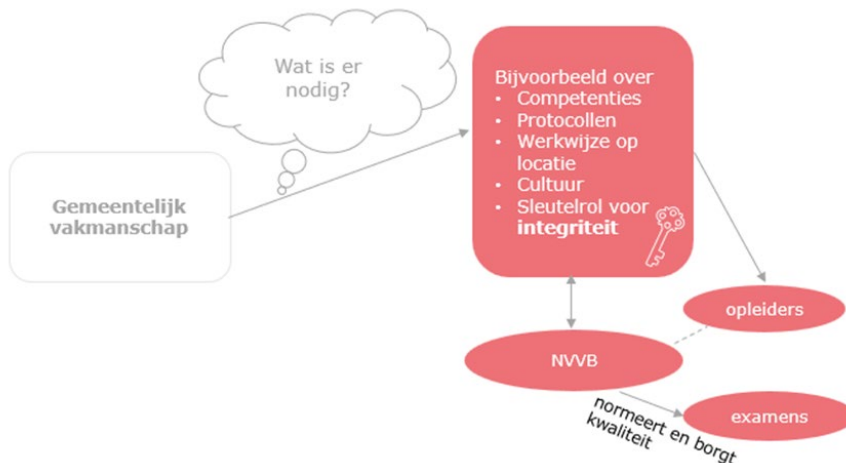 Wat is er
nodig?
Gemeentelijk
vakmanschap
Bijvoorbeeld over
• Competenties
• Protocollen
• Werkwijze op
locatie
• Cultuur
• Sleutelrol voor
integriteit
opleiders
NVVB
normeert en borgt
kwaliteit
examens